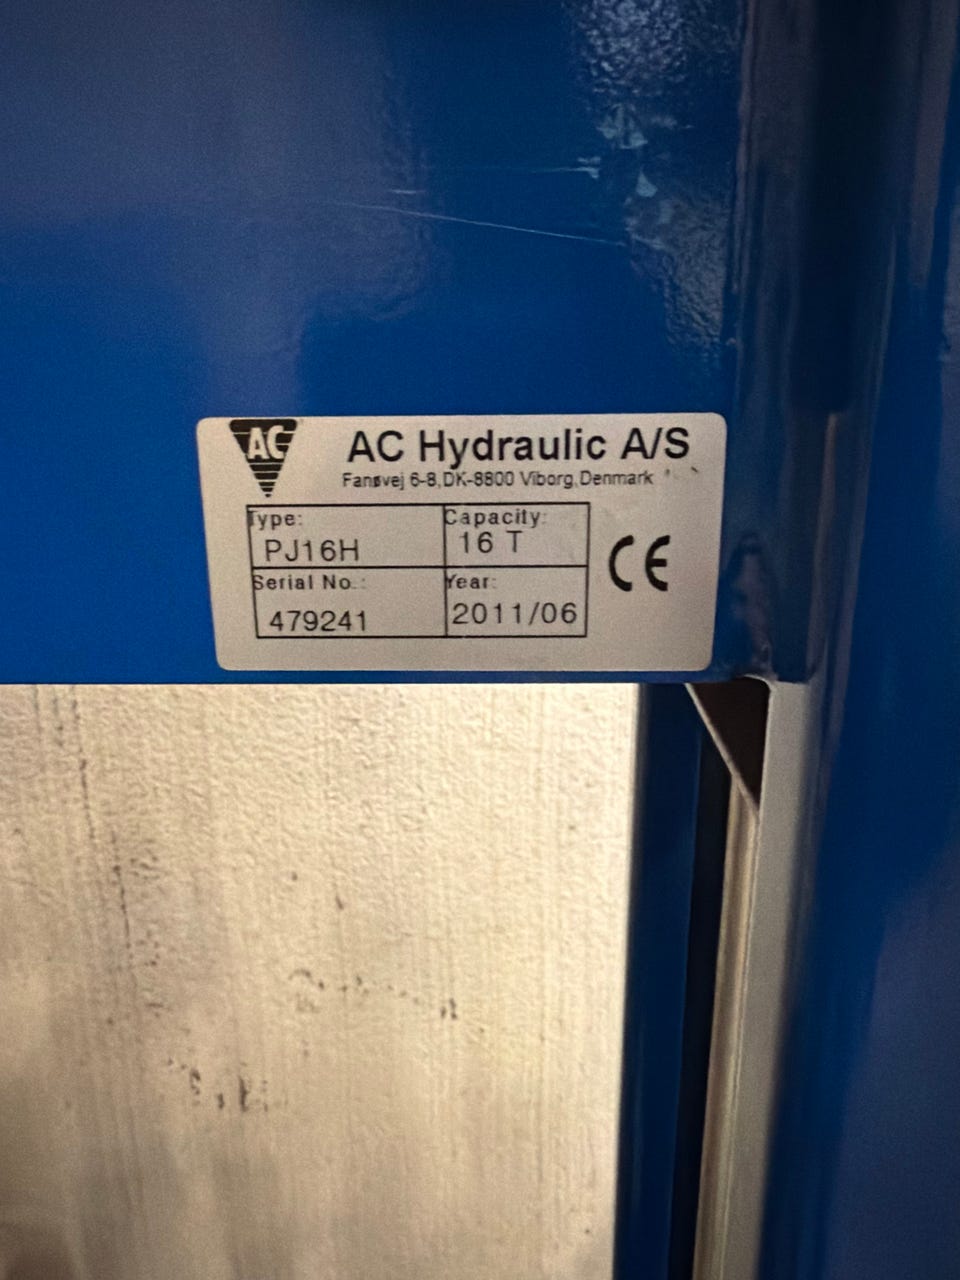 AC
AC Hydraulic A/S
Fanøvej 6-8, DK-8800 Viborg, Denmark
Type: Capacity:
PJ16H 16 T
Serial No.: Year:
479241 2011/06
CE